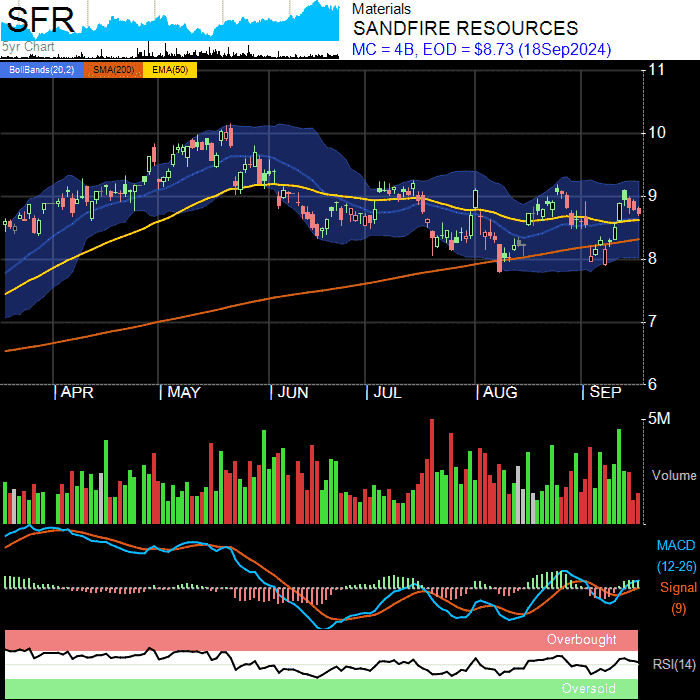 SFR
5yr Chart
Materials
SANDFIRE RESOURCES
MC = 4B, EOD = $8.73 (18Sep2024)
BollBands(20,2) SMA(200) EMA(50)
11
10
9
8
7
6
APR MAY JUN JUL AUG SEP
5M
Volume
MACD
(12-26)
Signal
(9)
Overbought
RSI(14)
Oversold